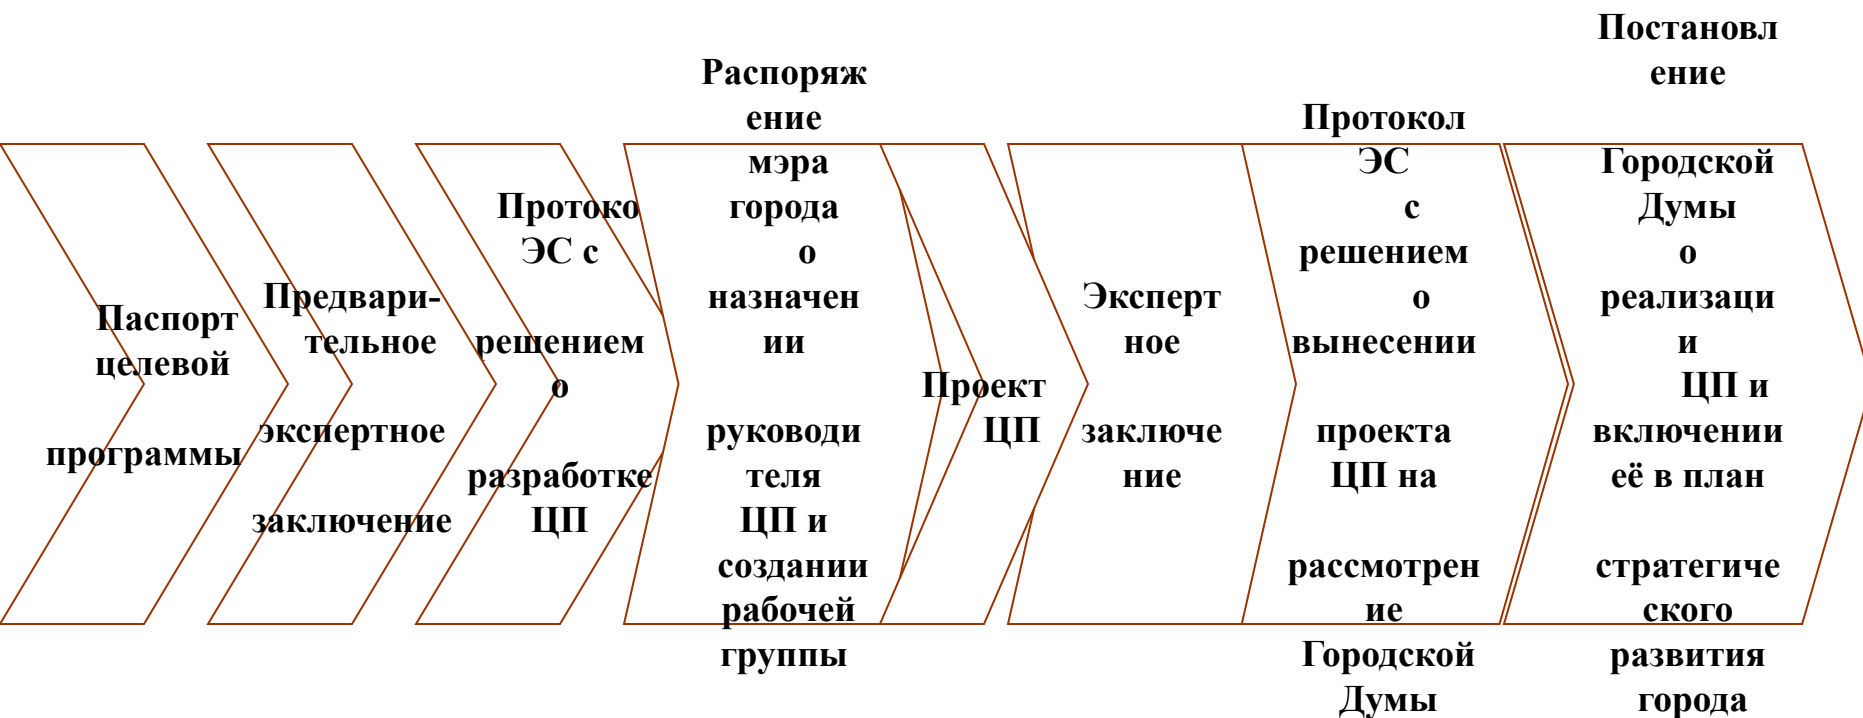 Паспорт
целевой
программы
Предвари-
тельное
экспертное
заключение
Протоко
ЭС с
решением
о
разработке
ЦП
Распоряж
ение
мэра
города
о
назначен
ии
руководи
теля
ЦП и
создании
рабочей
группы
Проект
ЦП
Эксперт
ное
заключе
ние
Протокол
ЭС
с
решением
о
вынесении
проекта
ЦП на
рассмотрен
ие
Городской
Думы
Постановл
ение
Городской
Думы
о
реализаци
и
ЦП и
включении
её в план
стратегиче
ского
развития
города